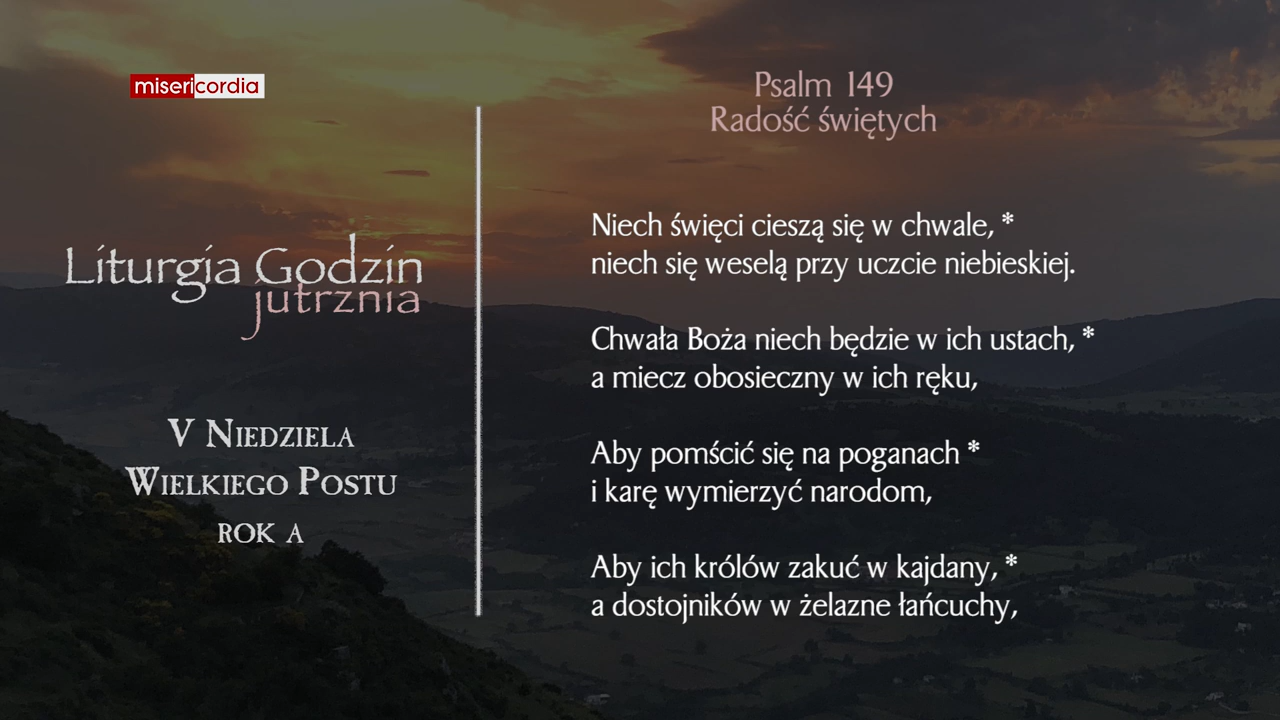 misericordia
Liturgia Godzin
jutrznia
V Niedziela
Wielkiego Postu
rok a
Psalm 149
Radość świętych
Niech święci cieszą się w chwale, *
niech się weselą przy uczcie niebieskiej.
Chwała Boża niech będzie w ich ustach, *
a miecz obosieczny w ich ręku,
Aby pomścić się na poganach *
i karę wymierzyć narodom,
Aby ich królów zakuć w kajdany, *
a dostojników w żelazne łańcuchy,